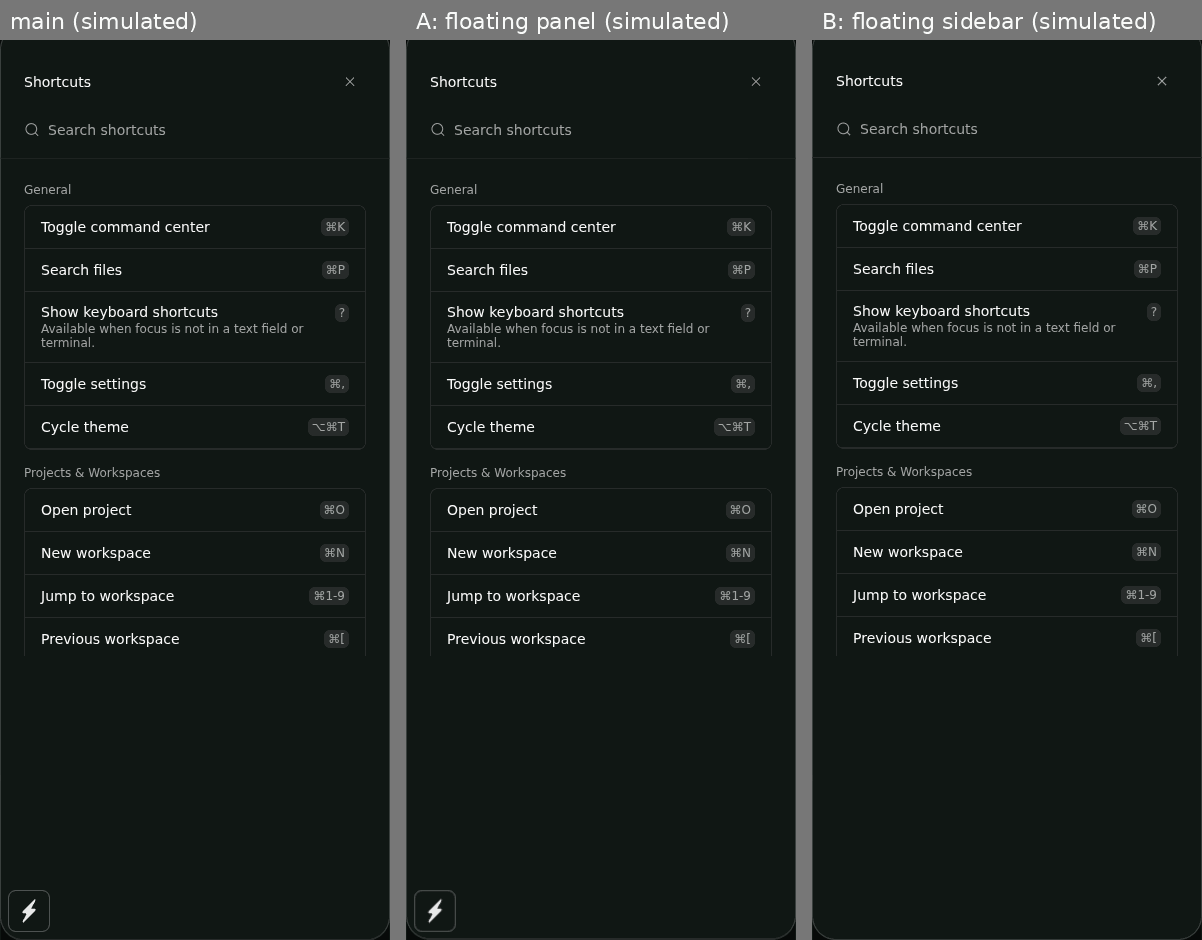 main (simulated)
Shortcuts
Search shortcuts
General
Toggle command center ⌘K
Search files ⌘P
Show keyboard shortcuts ?
Available when focus is not in a text field or
terminal.
Toggle settings ⌘,
Cycle theme ⌥⌘T
Projects & Workspaces
Open project ⌘O
New workspace ⌘N
Jump to workspace ⌘1-9
Previous workspace ⌘[
A: floating panel (simulated)
Shortcuts
Search shortcuts
General
Toggle command center ⌘K
Search files ⌘P
Show keyboard shortcuts ?
Available when focus is not in a text field or
terminal.
Toggle settings ⌘,
Cycle theme ⌥⌘T
Projects & Workspaces
Open project ⌘O
New workspace ⌘N
Jump to workspace ⌘1-9
Previous workspace ⌘[
B: floating sidebar (simulated)
Shortcuts
Search shortcuts
General
Toggle command center ⌘K
Search files ⌘P
Show keyboard shortcuts ?
Available when focus is not in a text field or
terminal.
Toggle settings ⌘,
Cycle theme ⌥⌘T
Projects & Workspaces
Open project ⌘O
New workspace ⌘N
Jump to workspace ⌘1-9
Previous workspace ⌘[